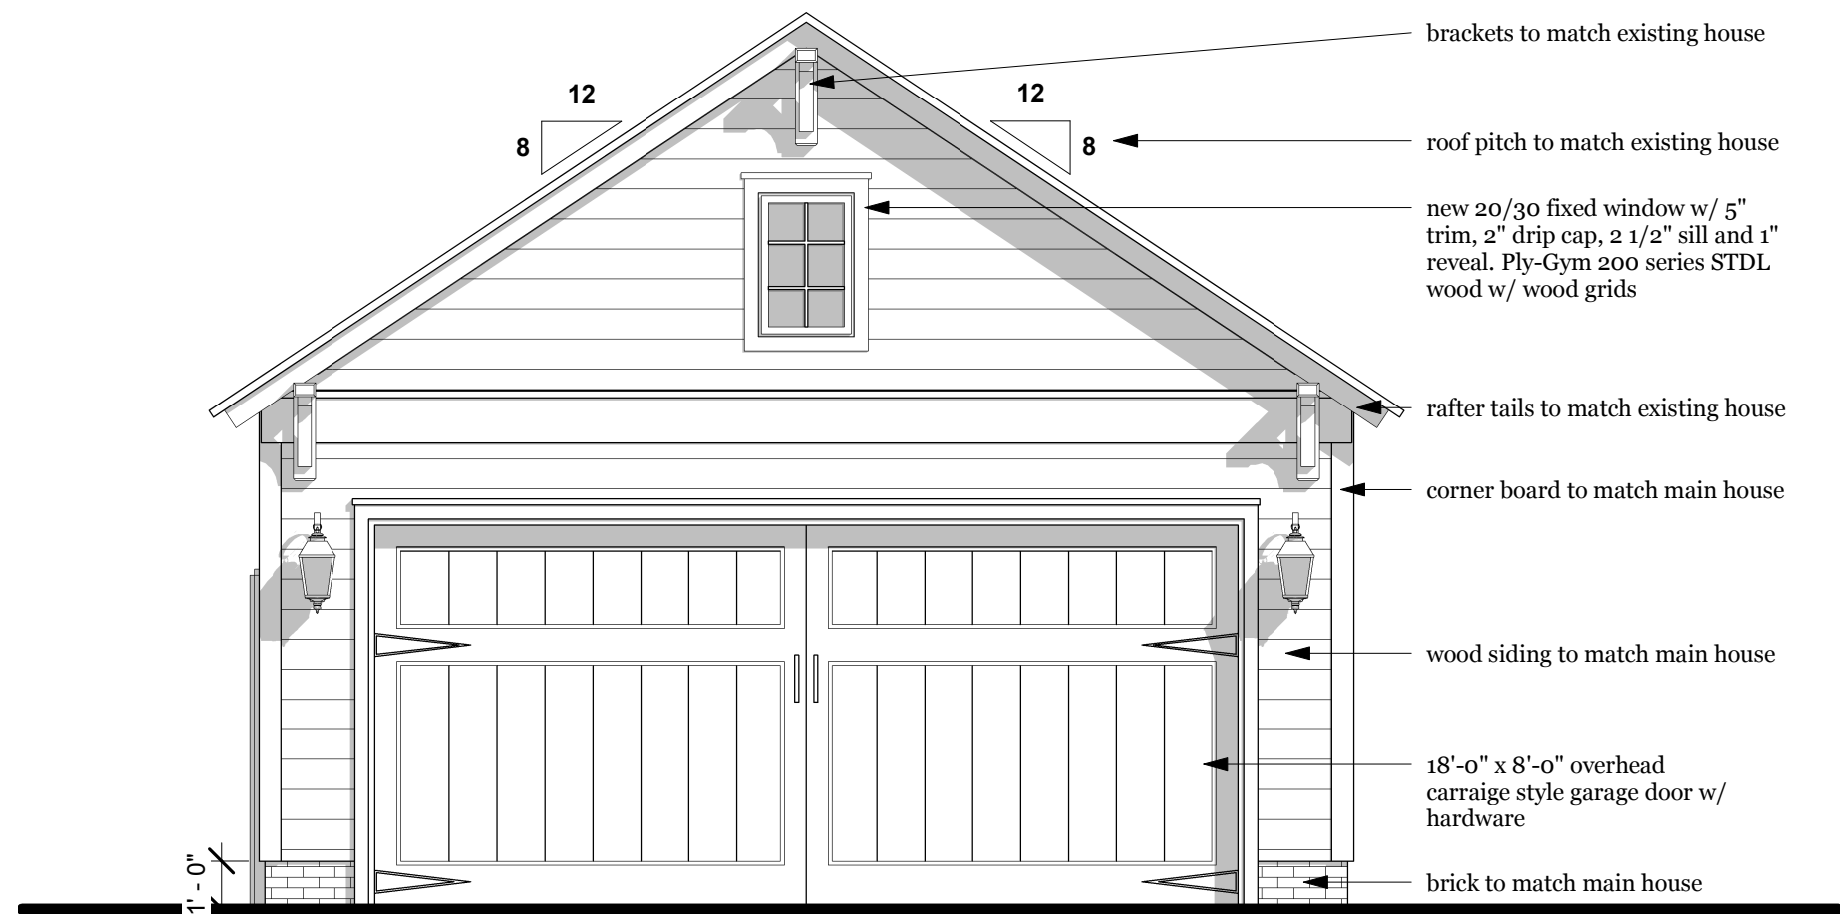 brackets to match existing house
12
12
8
8
roof pitch to match existing house
new 20/30 fixed window w/ 5"
trim, 2" drip cap, 2 1/2" sill and 1"
reveal. Ply-Gym 200 series STDL
wood w/ wood grids
rafter tails to match existing house
corner board to match main house
wood siding to match main house
18'-0" x 8'-0" overhead
carraige style garage door w/
hardware
1' - 0"
brick to match main house